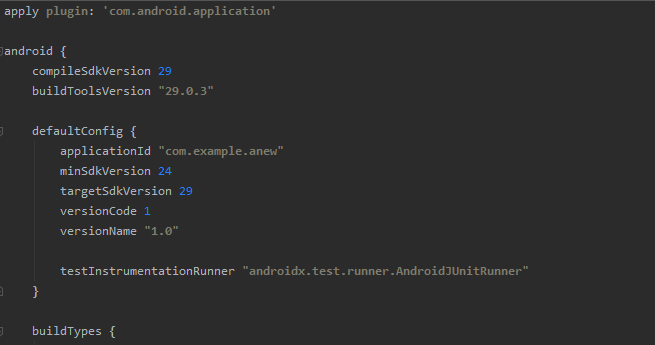 apply plugin: 'com.android.application'
android {
compileSdkVersion 29
buildToolsVersion "29.0.3"
defaultConfig {
applicationId "com.example.anew"
minSdkVersion 24
targetSdkVersion 29
versionCode 1
versionName "1.0"
testInstrumentationRunner "androidx.test.runner.AndroidJUnitRunner"
}
buildTypes {